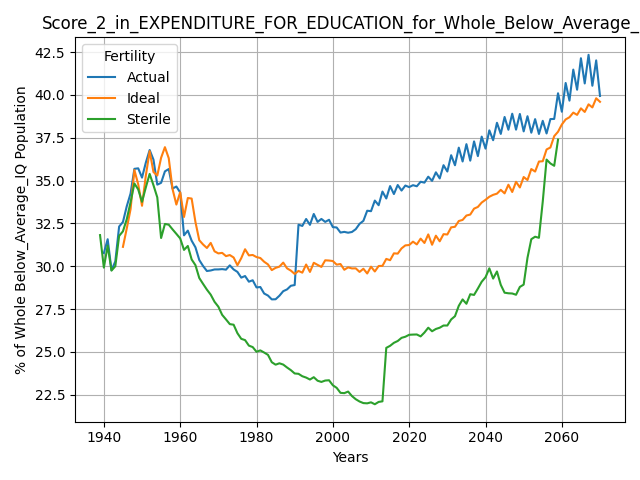 Score_2_in_EXPENDITURE_FOR_EDUCATION_for_Whole_Below_Average_
Fertility
Actual
Ideal
Sterile
% of Whole Below_Average_IQ Population
42.5
40.0
37.5
35.0
32.5
30.0
27.5
25.0
22.5
1940 1960 1980 2000 2020 2040 2060
Years